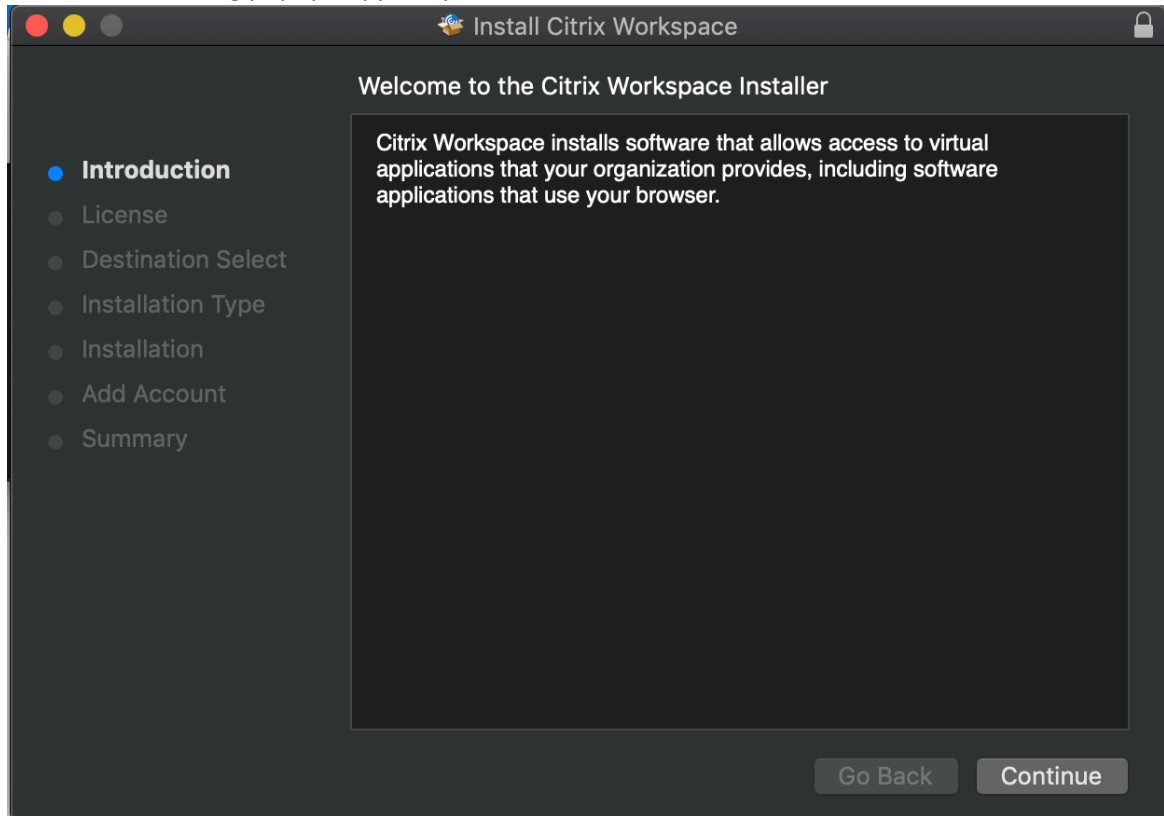 Install Citrix Workspace
Welcome to the Citrix Workspace Installer
Introduction
License
Destination Select
Installation Type
Installation
Add Account
Summary
Citrix Workspace installs software that allows access to virtual
applications that your organization provides, including software
applications that use your browser.
Go Back
Continue